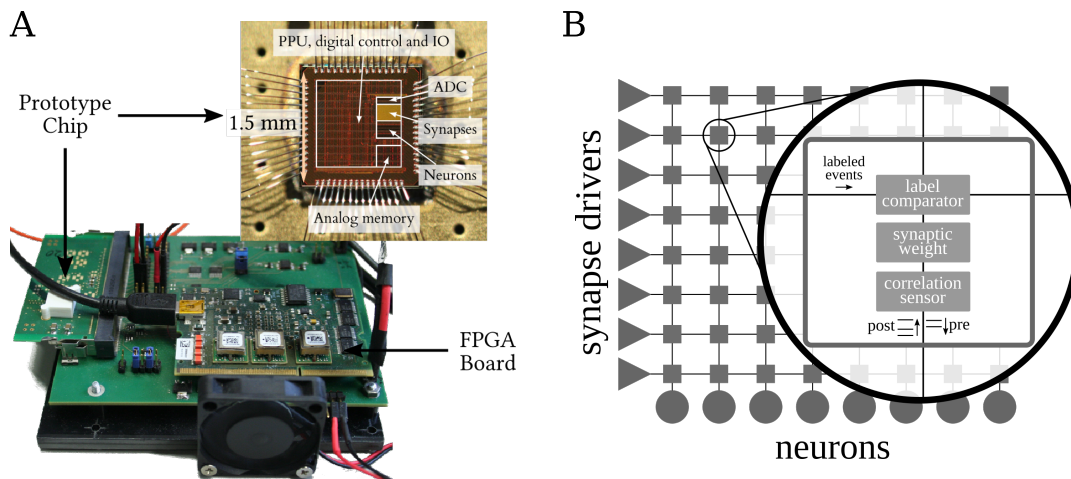 A
PPU, digital control and IO
ADC
Prototype
Chip
1.5 mm
Synapses
Neurons
Analog memory
FPGA
Board
B
synapse drivers
labeled
events
label
comparator
synaptic
weight
correlation
sensor
post
pre
neurons